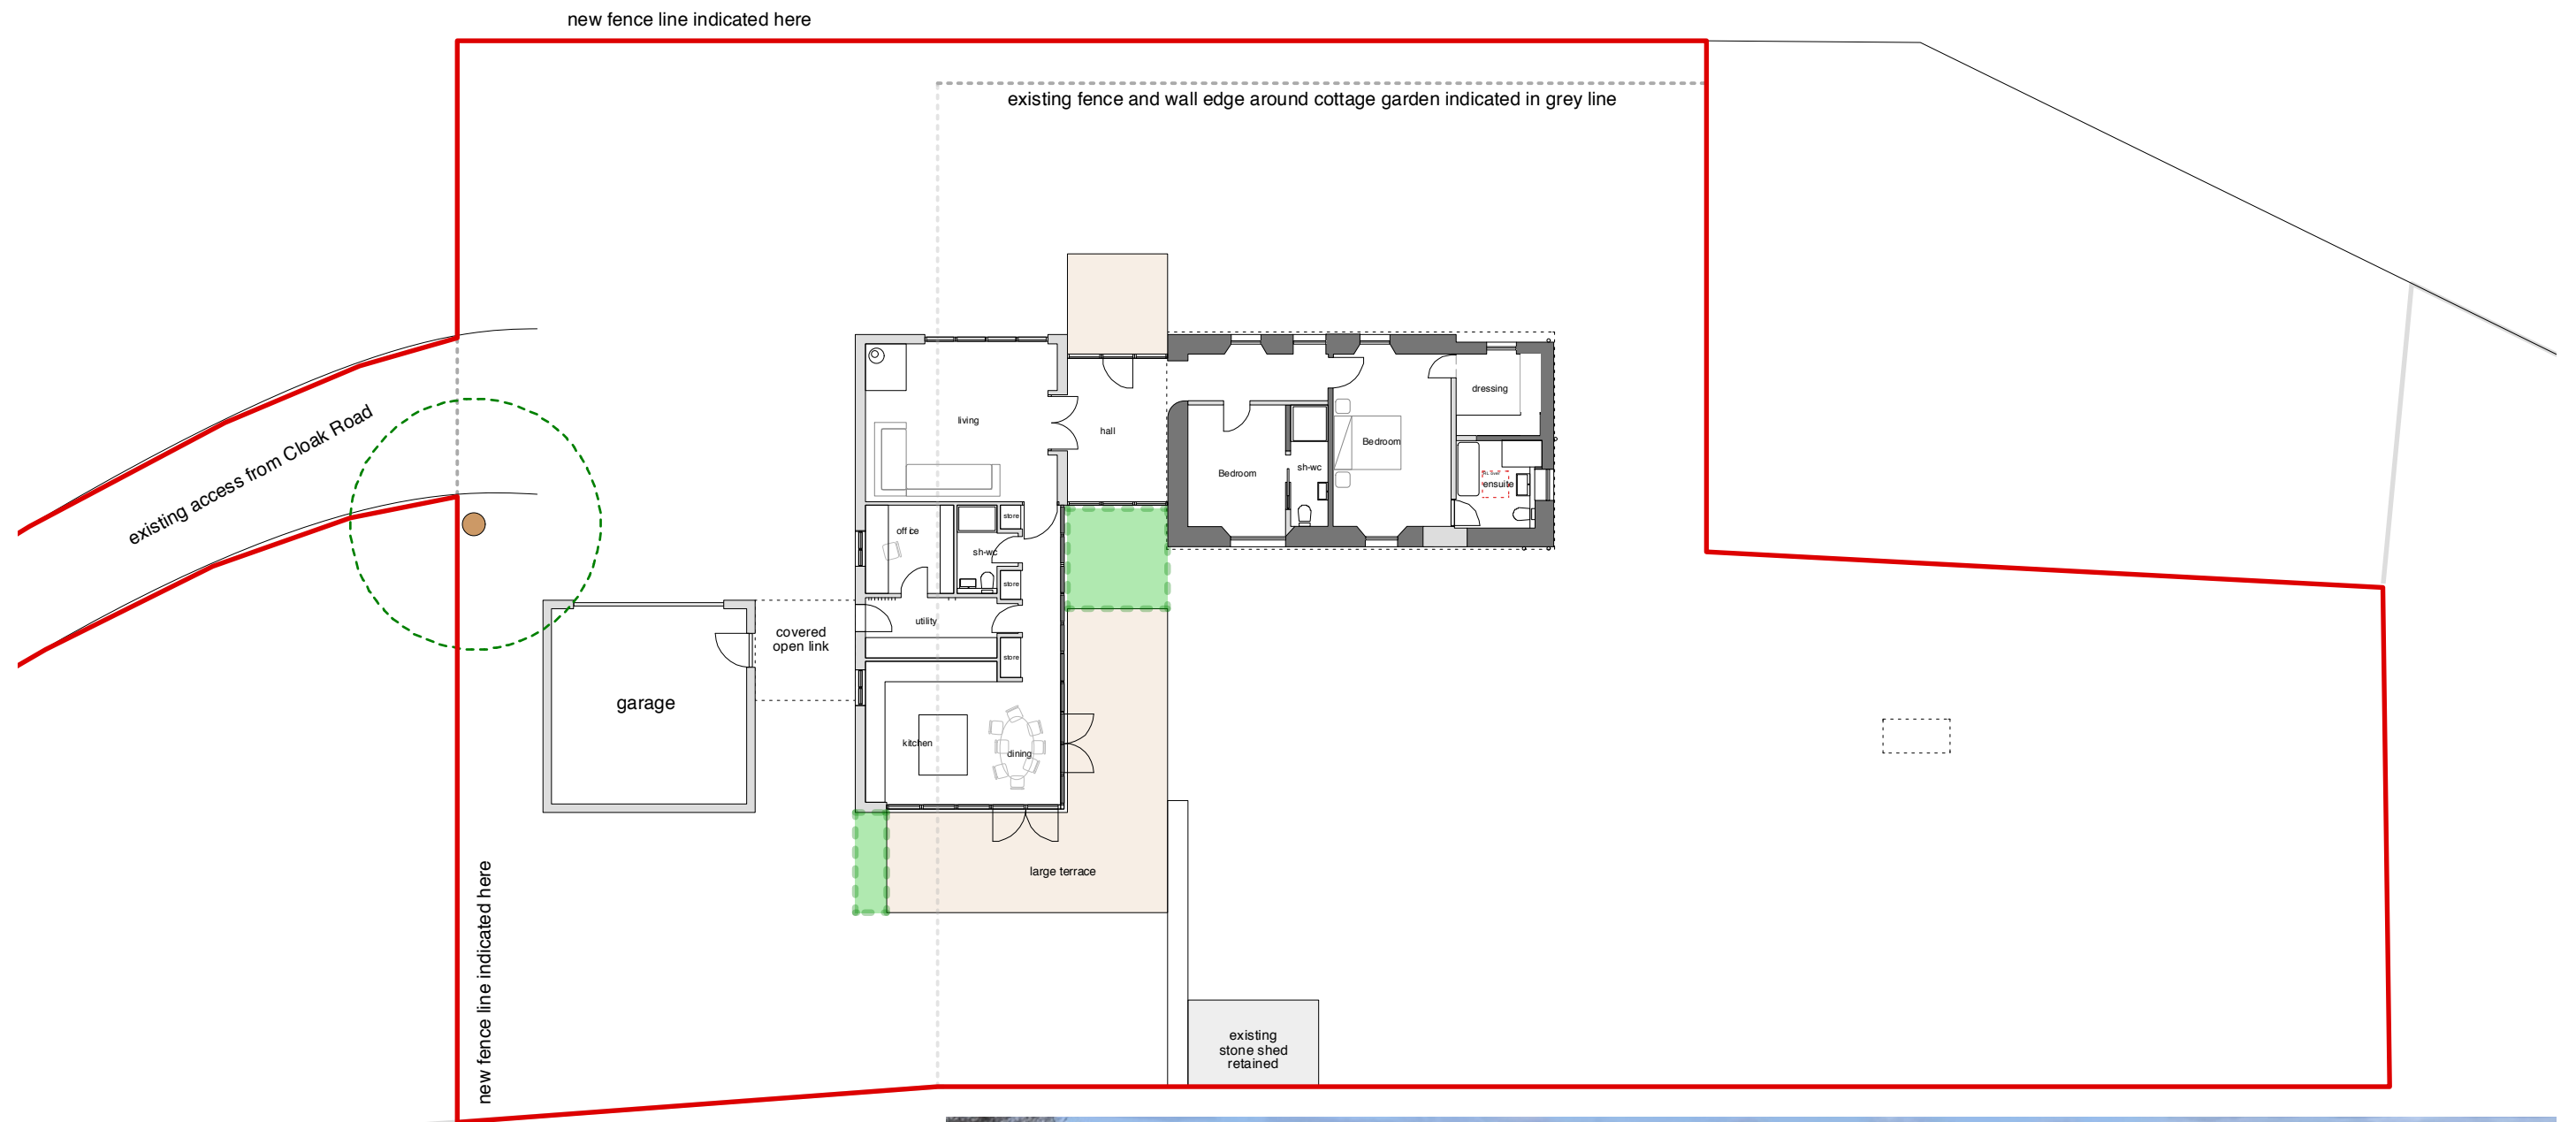 new fence line indicated here
existing fence and wall edge around cottage garden indicated in grey line
existing access from Cloak Road
living
hall
Bedroom
sh-wc
Bedroom
dressing
ensuite
store
office
sh-wc
store
utility
store
covered
open link
garage
kitchen
dining
large terrace
new fence line indicated here
existing
stone shed
retained